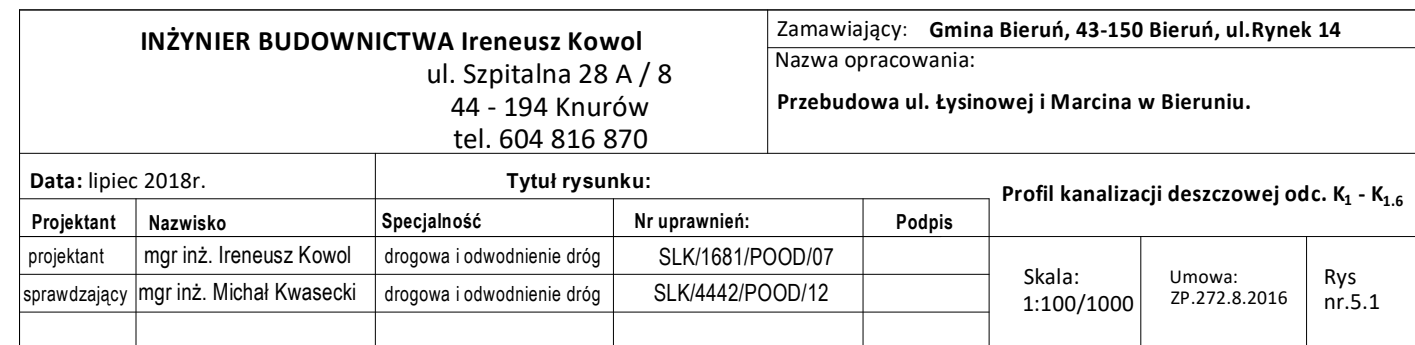 INŻYNIER BUDOWNICTWA Ireneusz Kowol
ul. Szpitalna 28 A / 8
44 - 194 Knurów
tel. 604 816 870
Zamawiający: Gmina Bieruń, 43-150 Bieruń, ul.Rynek 14
Nazwa opracowania:
Przebudowa ul. Łysinowej i Marcina w Bieruniu.
Data: lipiec 2018r.
Tytuł rysunku:
Profil kanalizacji deszczowej odc. K₁ - K₁.₆
Projektant Nazwisko Specjalność Nr uprawnień: Podpis
projektant mgr inż. Ireneusz Kowol drogowa i odwodnienie dróg SLK/1681/POOD/07
sprawdzający mgr inż. Michał Kwasecki drogowa i odwodnienie dróg SLK/4442/POOD/12
Skala:
1:100/1000
Umowa:
ZP.272.8.2016
Rys
nr.5.1